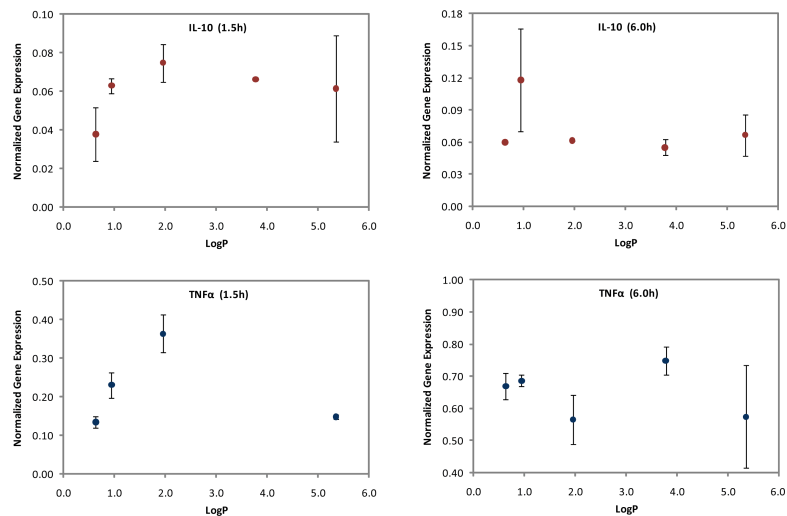 IL-10 (1.5h)
Normalized Gene Expression
0.10
0.08
0.06
0.04
0.02
0.00
0.0 1.0 2.0 3.0 4.0 5.0 6.0
LogP
IL-10 (6.0h)
Normalized Gene Expression
0.18
0.15
0.12
0.09
0.06
0.03
0.00
0.0 1.0 2.0 3.0 4.0 5.0 6.0
LogP
TNFα (1.5h)
Normalized Gene Expression
0.50
0.40
0.30
0.20
0.10
0.00
0.0 1.0 2.0 3.0 4.0 5.0 6.0
LogP
TNFα (6.0h)
Normalized Gene Expression
1.00
0.90
0.80
0.70
0.60
0.50
0.40
0.0 1.0 2.0 3.0 4.0 5.0 6.0
LogP